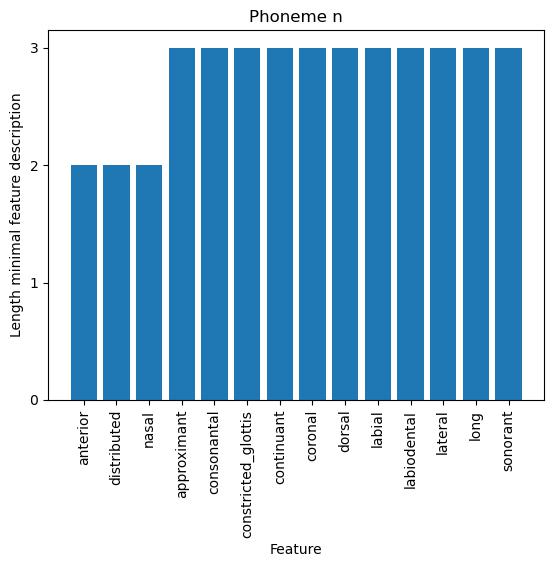 Phoneme n
Length minimal feature description
3
2
1
0
anterior
distributed
nasal
approximant
consonantal
constricted_glottis
continuant
coronal
dorsal
labial
labiodental
lateral
long
sonorant
Feature